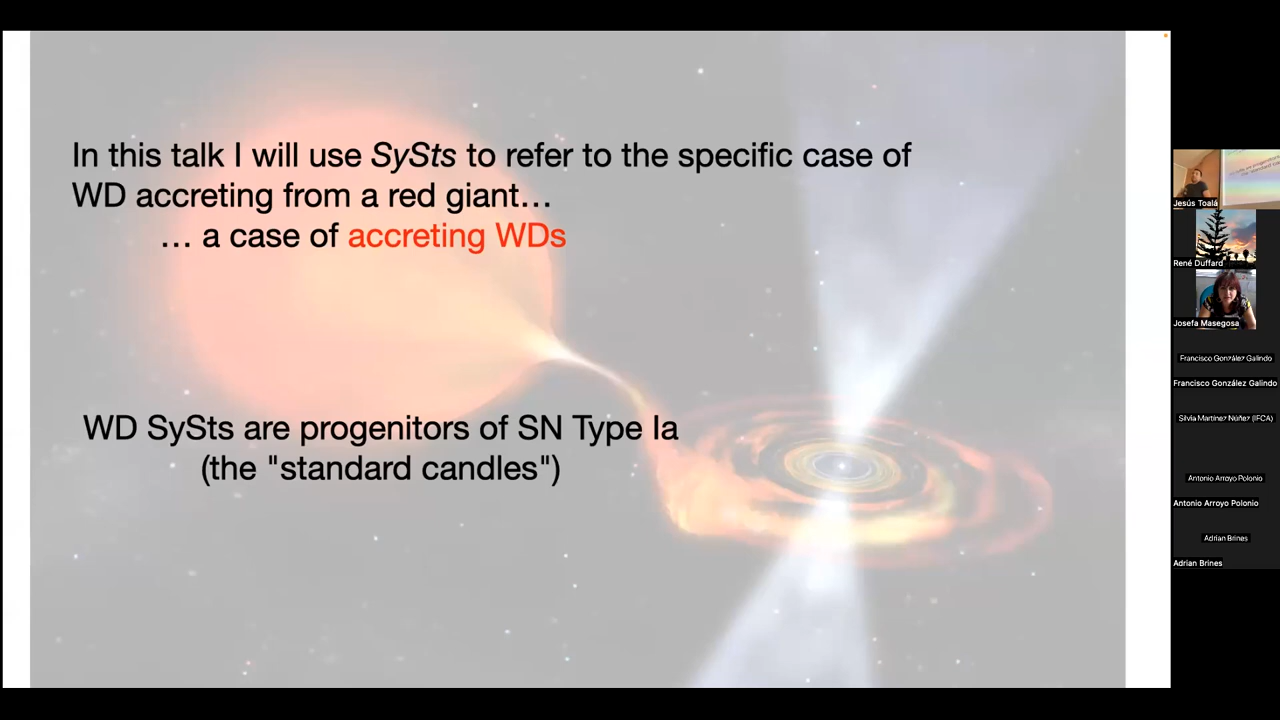 In this talk I will use SySts to refer to the specific case of
WD accreting from a red giant...
... a case of accreting WDs
WD SySts are progenitors of SN Type Ia
(the "standard candles")
Jesús Toalá
René Duffard
Josefa Masegosa
Francisco González Galindo
Francisco González Galindo
Silvia Martínez Núñez (IFCA)
Antonio Arroyo Polonio
Antonio Arroyo Polonio
Adrian Brines
Adrian Brines